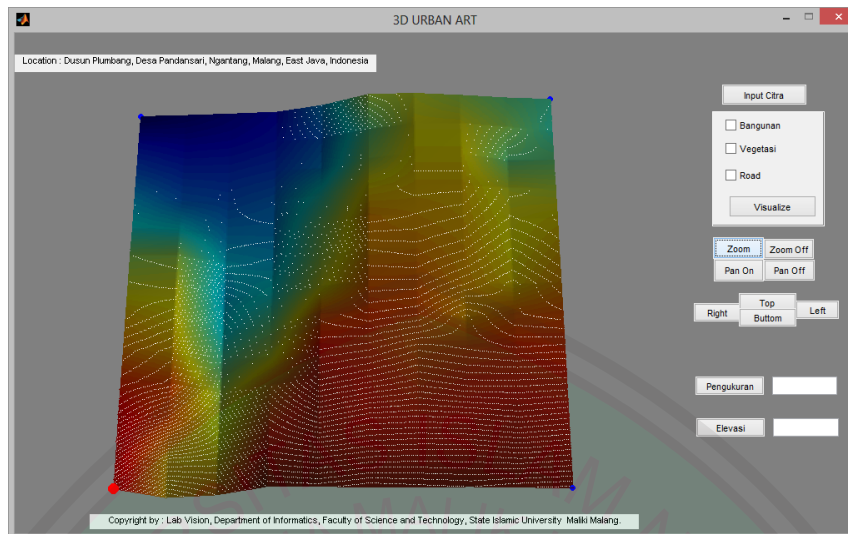 3D URBAN ART
Location : Dusun Plumbang, Desa Pandansari, Ngantang, Malang, East Java, Indonesia
Input Citra
Bangunan
Vegetasi
Road
Visualize
Zoom Zoom Off
Pan On Pan Off
Right Top Left
Buttom
Pengukuran
Elevasi
Copyright by : Lab Vision, Department of Informatics, Faculty of Science and Technology, State Islamic University Maliki Malang.